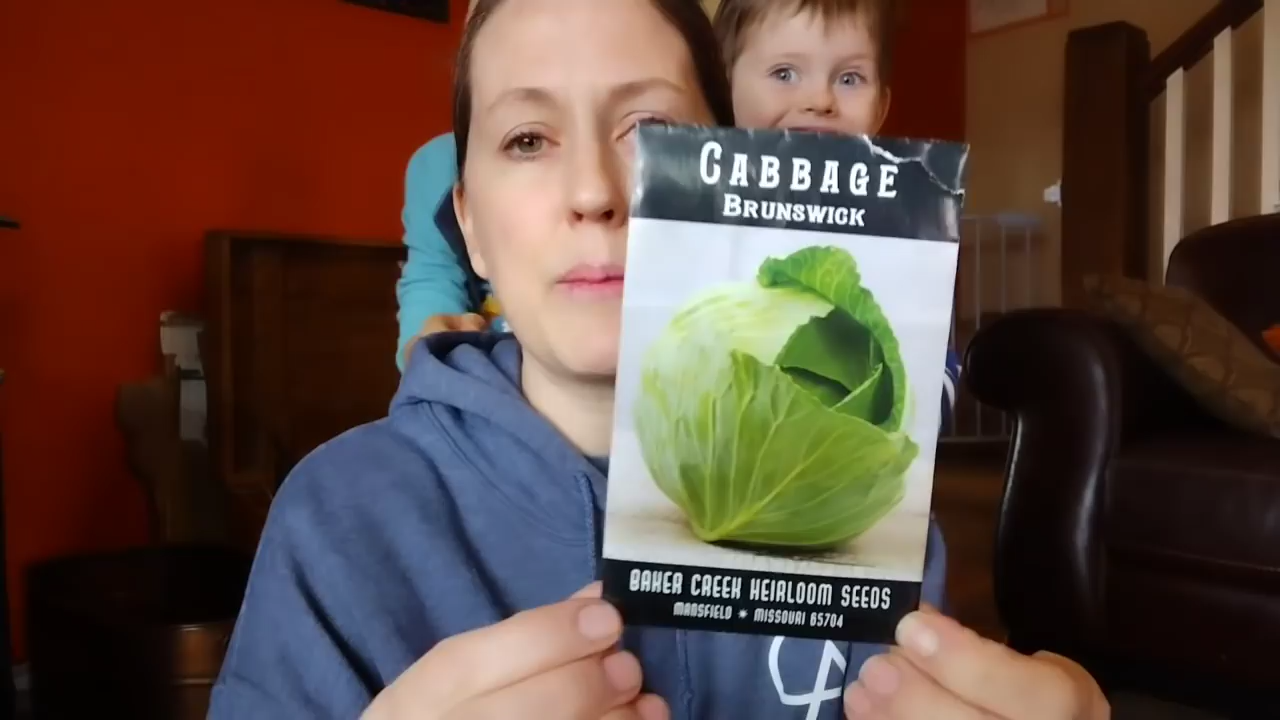 CABBAGE
BRUNSWICK
BAKER CREEK HEIRLOOM SEEDS
MANSFIELD * MISSOURI 65704